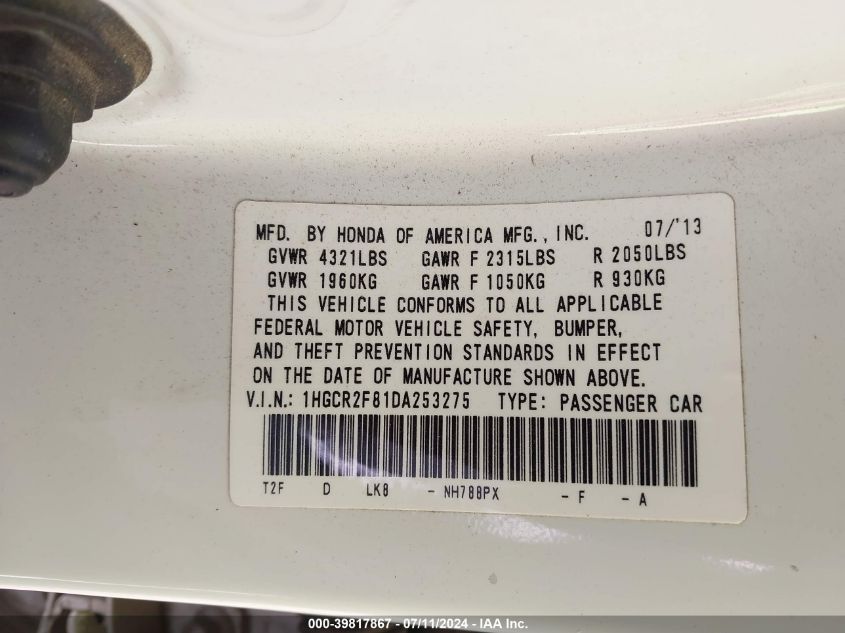 MFD. BY HONDA OF AMERICA MFG., INC. 07/'13
GVWR 4321LBS GAWR F 2315LBS R 2050LBS
GVWR 1960KG GAWR F 1050KG R 930KG
THIS VEHICLE CONFORMS TO ALL APPLICABLE
FEDERAL MOTOR VEHICLE SAFETY, BUMPER,
AND THEFT PREVENTION STANDARDS IN EFFECT
ON THE DATE OF MANUFACTURE SHOWN ABOVE.
V.I.N.: 1HGCR2F81DA253275 TYPE: PASSENGER CAR
T2F D LK8 - NH788PX - F - A
000-39817867 - 07/11/2024 - IAA Inc.